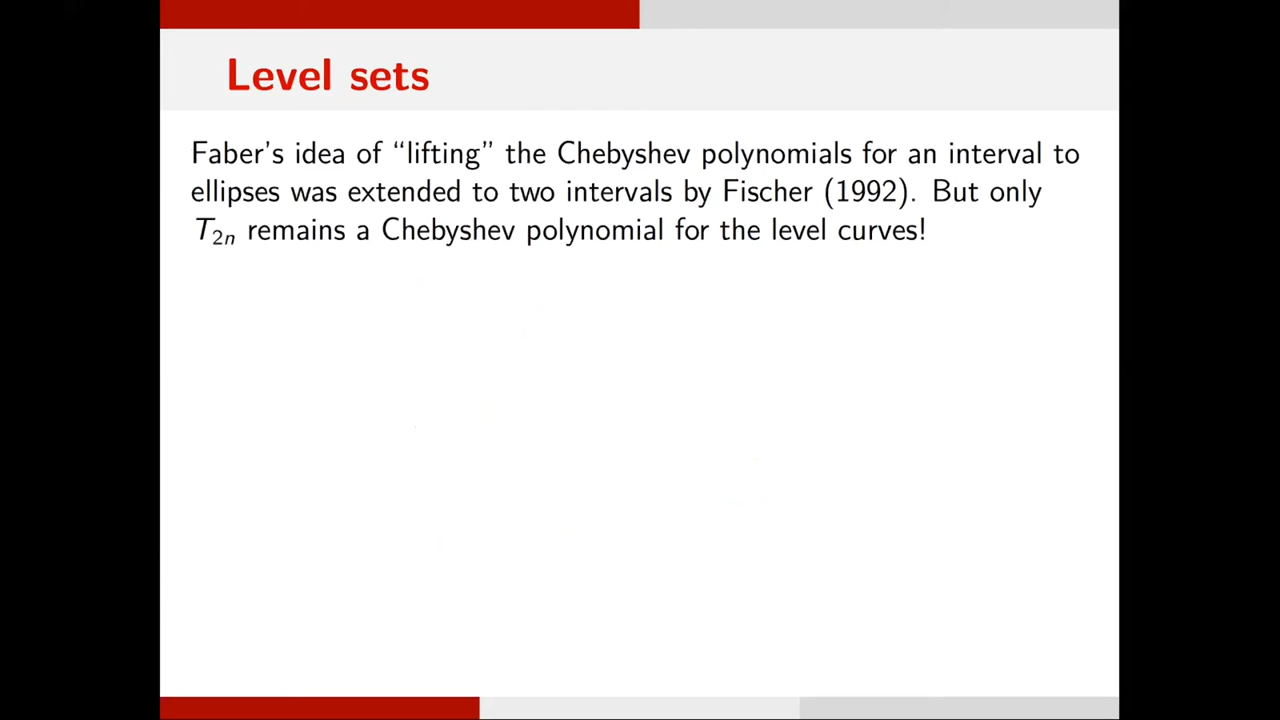 Level sets
Faber's idea of “lifting” the Chebyshev polynomials for an interval to
ellipses was extended to two intervals by Fischer (1992). But only
T₂ₙ remains a Chebyshev polynomial for the level curves!